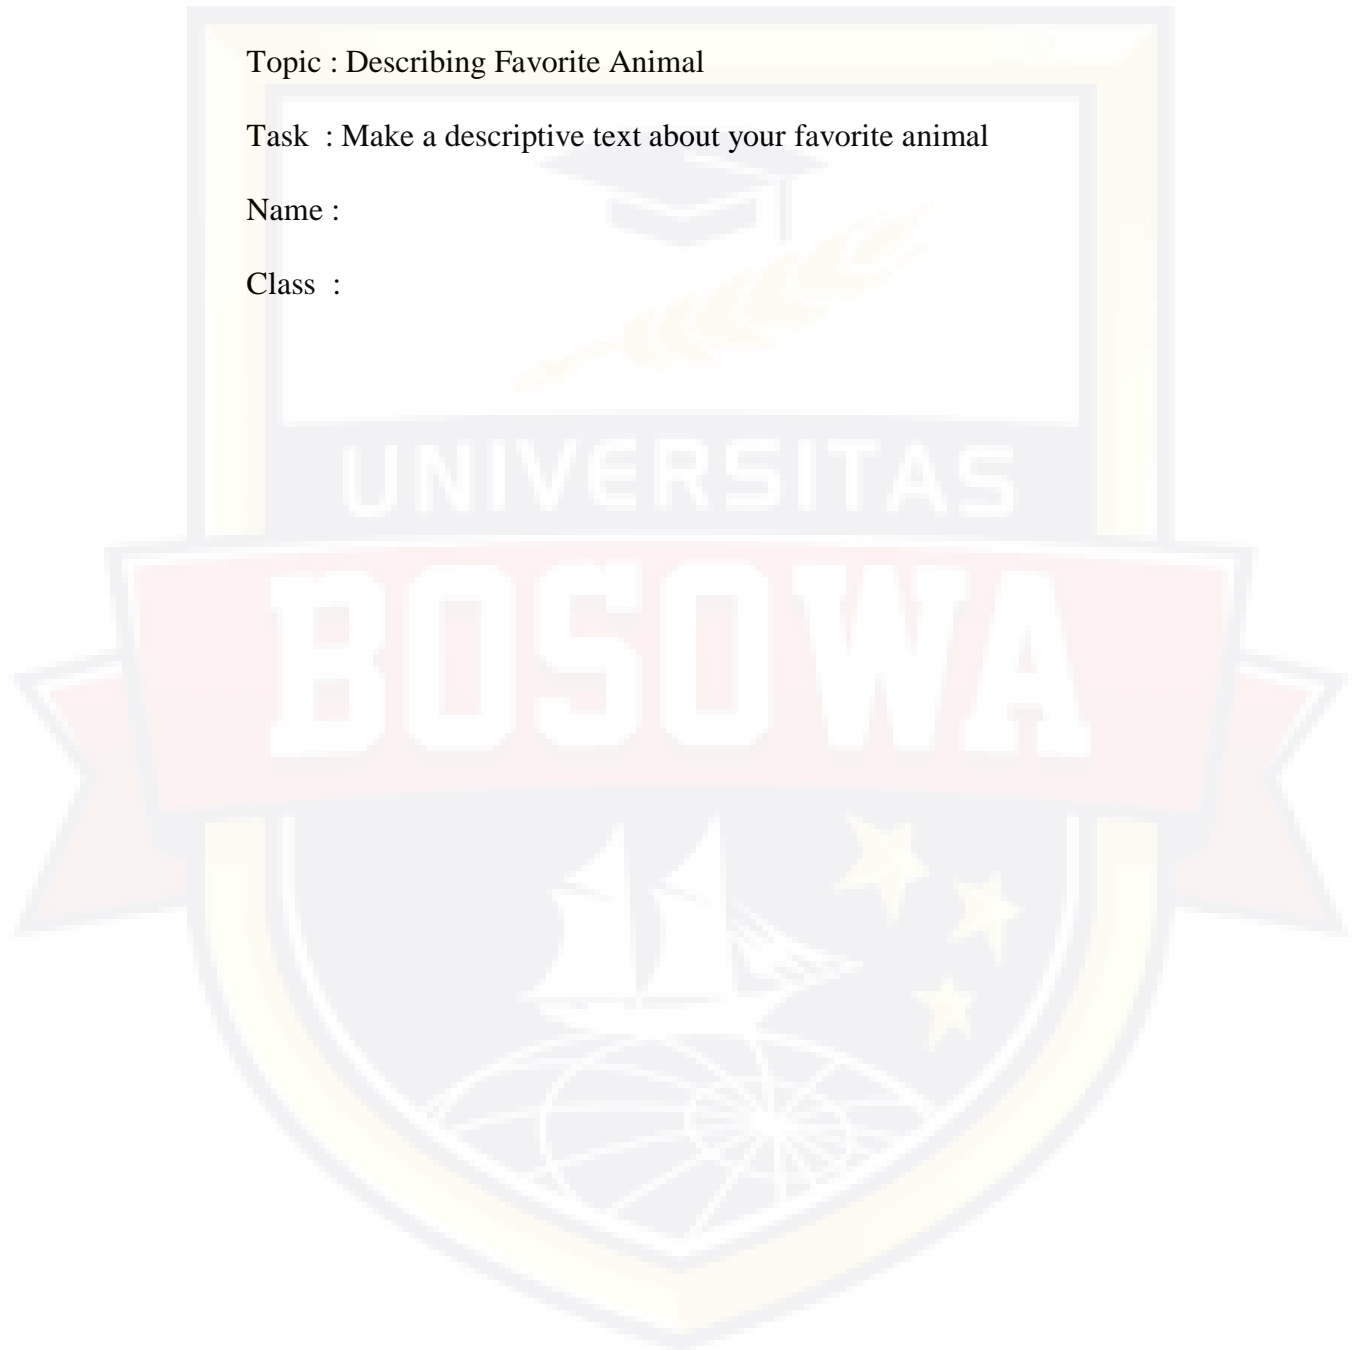 Topic : Describing Favorite Animal
Task  : Make a descriptive text about your favorite animal
Name :
Class  :
UNIVERSITAS
BOSOWA